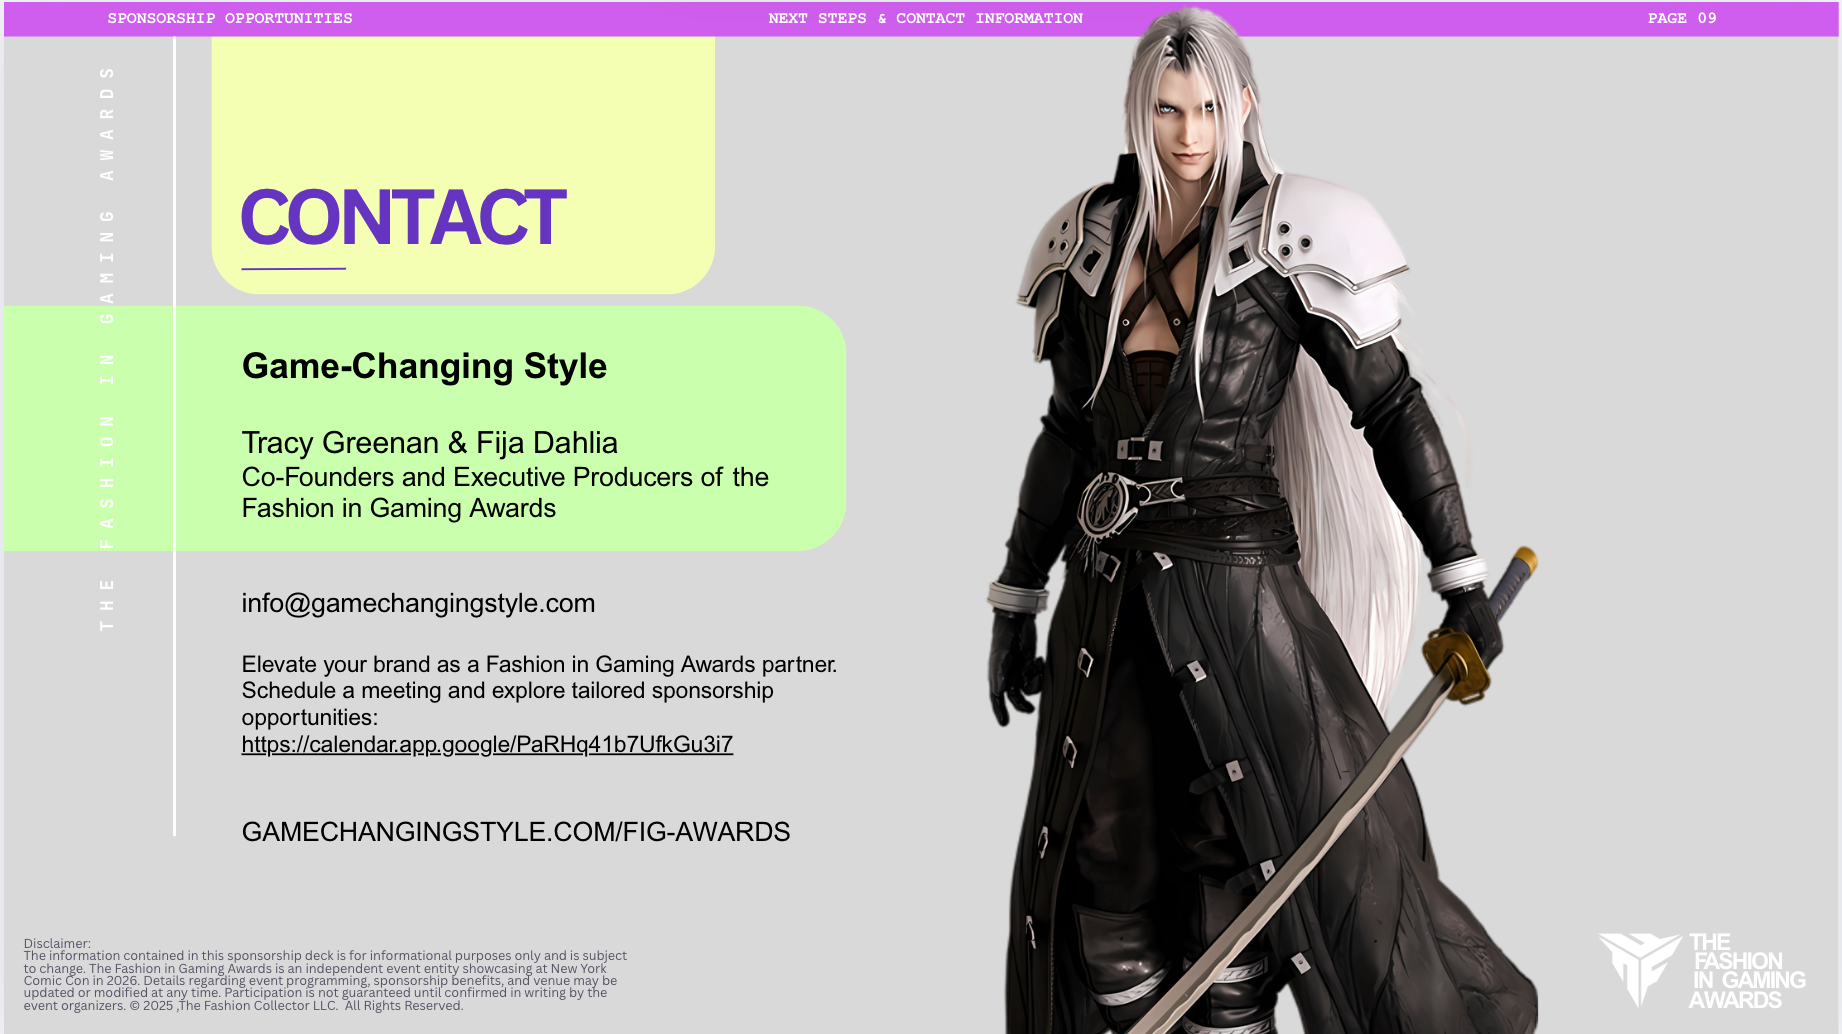 SPONSORSHIP OPPORTUNITIES
NEXT STEPS & CONTACT INFORMATION
PAGE 09
THE FASHION IN GAMING AWARDS
CONTACT
Game-Changing Style
Tracy Greenan & Fija Dahlia
Co-Founders and Executive Producers of the
Fashion in Gaming Awards
info@gamechangingstyle.com
Elevate your brand as a Fashion in Gaming Awards partner.
Schedule a meeting and explore tailored sponsorship
opportunities:
https://calendar.app.google/PaRHq41b7UfkGu3i7
GAMECHANGINGSTYLE.COM/FIG-AWARDS
Disclaimer:
The information contained in this sponsorship deck is for informational purposes only and is subject
to change. The Fashion in Gaming Awards is an independent event entity showcasing at New York
Comic Con in 2026. Details regarding event programming, sponsorship benefits, and venue may be
updated or modified at any time. Participation is not guaranteed until confirmed in writing by the
event organizers. © 2025 ,The Fashion Collector LLC. All Rights Reserved.
THE
FASHION
IN GAMING
AWARDS